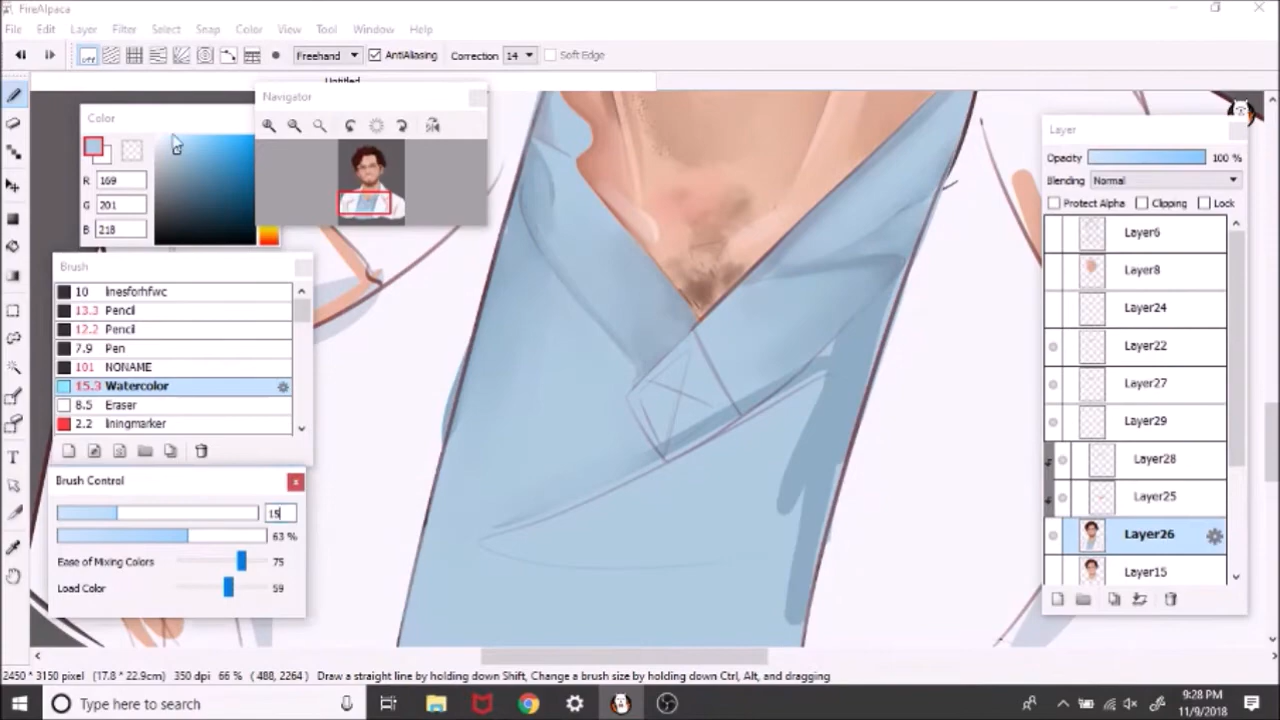 FireAlpaca
File Edit Layer Filter Select Snap Color View Tool Window Help
OFF Freehand AntiAliasing Correction 14 Soft Edge
Untitled
Color
R 169
G 201
B 218
Navigator
Brush
10 linesforhfwc
13.3 Pencil
12.2 Pencil
7.9 Pen
101 NONAME
15.3 Watercolor
8.5 Eraser
2.2 liningmarker
Brush Control
15
63 %
Ease of Mixing Colors 75
Load Color 59
Layer
Opacity 100 %
Blending Normal
Protect Alpha Clipping Lock
Layer6
Layer8
Layer24
Layer22
Layer27
Layer29
Layer28
Layer25
Layer26
Layer15
2450 * 3150 pixel (17.8 * 22.9cm) 350 dpi 66 % ( 488, 2264 ) Draw a straight line by holding down Shift, Change a brush size by holding down Ctrl, Alt, and dragging
Type here to search
9:28 PM
11/9/2018